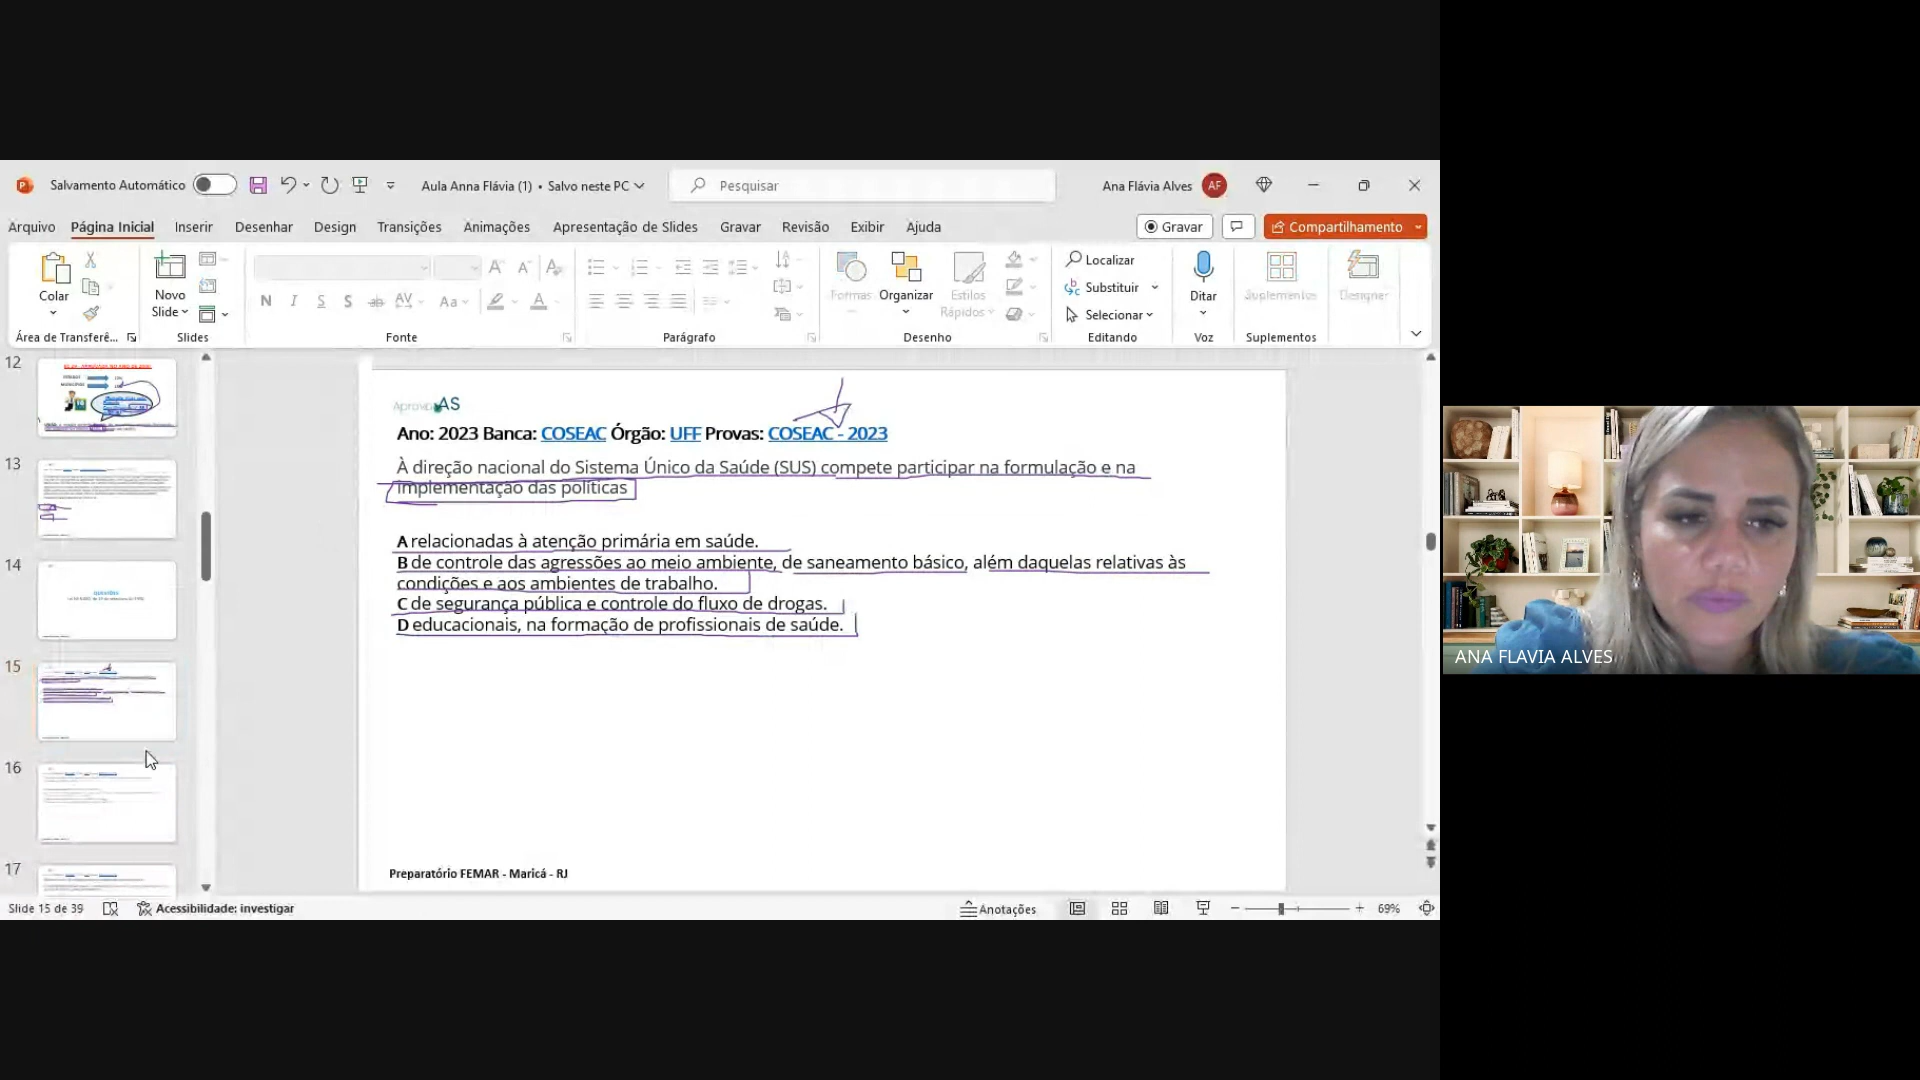 Salvamento Automático
Aula Anna Flávia (1) • Salvo neste PC
Pesquisar
Ana Flávia Alves
AF
Arquivo
Página Inicial
Inserir
Desenhar
Design
Transições
Animações
Apresentação de Slides
Gravar
Revisão
Exibir
Ajuda
Gravar
Compartilhamento
Colar
Novo
Slide
Localizar
Substituir
Selecionar
Formas
Organizar
Estilos
Rápidos
Ditar
Suplementos
Designer
Área de Transferê...
Slides
Fonte
Parágrafo
Desenho
Editando
Voz
Suplementos
12
13
14
15
16
17
AprovaAS
Ano: 2023 Banca: COSEAC Órgão: UFF Provas: COSEAC - 2023
À direção nacional do Sistema Único da Saúde (SUS) compete participar na formulação e na
implementação das políticas
A relacionadas à atenção primária em saúde.
B de controle das agressões ao meio ambiente, de saneamento básico, além daquelas relativas às
condições e aos ambientes de trabalho.
C de segurança pública e controle do fluxo de drogas.
D educacionais, na formação de profissionais de saúde.
Preparatório FEMAR - Maricá - RJ
ANA FLAVIA ALVES
Slide 15 de 39
Acessibilidade: investigar
Anotações
69%